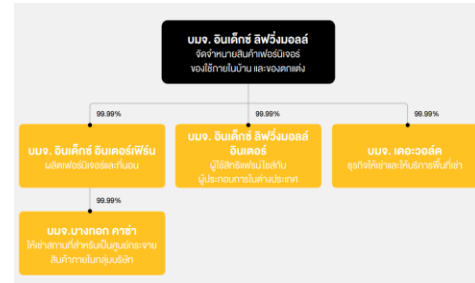 บมจ. อินเด็กซ์ ลิฟวิ่งมอลล์
จัดจำหน่ายสินค้าเฟอร์นิเจอร์
ของใช้ภายในบ้าน และของตกแต่ง
99.99%
99.99%
99.99%
บมจ. อินเด็กซ์ อินเตอร์เฟิร์น
ผลิตเฟอร์นิเจอร์และที่นอน
บมจ. อินเด็กซ์ ลิฟวิ่งมอลล์
อินเตอร์
ผู้ใช้สิทธิแฟรนไชส์กับ
ผู้ประกอบการในต่างประเทศ
บมจ. เดอะวอล์ค
ธุรกิจให้เช่าและให้บริการพื้นที่เช่า
99.99%
บมจ.บางกอก คาซ่า
ให้เช่าสถานที่สำหรับเป็นศูนย์กระจาย
สินค้าภายในกลุ่มบริษัท